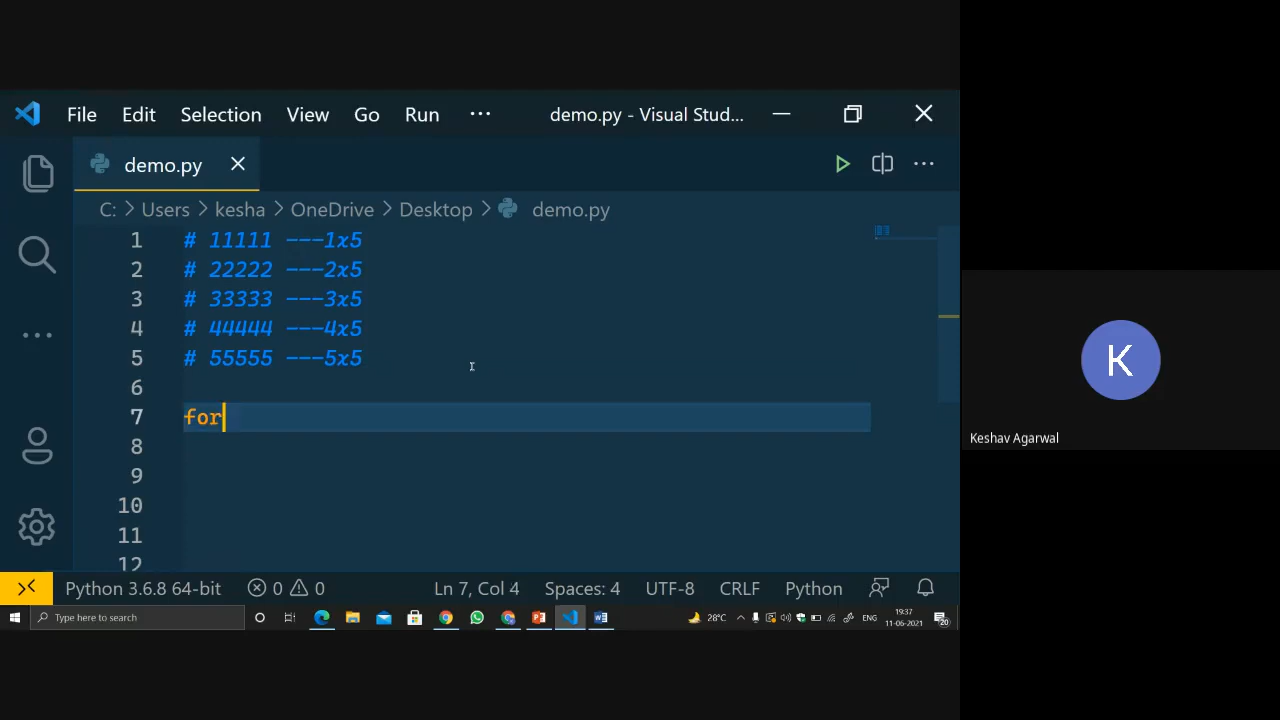 File Edit Selection View Go Run ··· demo.py - Visual Stud...
demo.py
C: > Users > kesha > OneDrive > Desktop > demo.py
1 # 11111 ---1x5
2 # 22222 ---2x5
3 # 33333 ---3x5
4 # 44444 ---4x5
5 # 55555 ---5x5
6
7 for
8
9
10
11
12
K
Keshav Agarwal
Python 3.6.8 64-bit 0 0 Ln 7, Col 4 Spaces: 4 UTF-8 CRLF Python
Type here to search 28°C ENG 19:37
11-06-2021 20